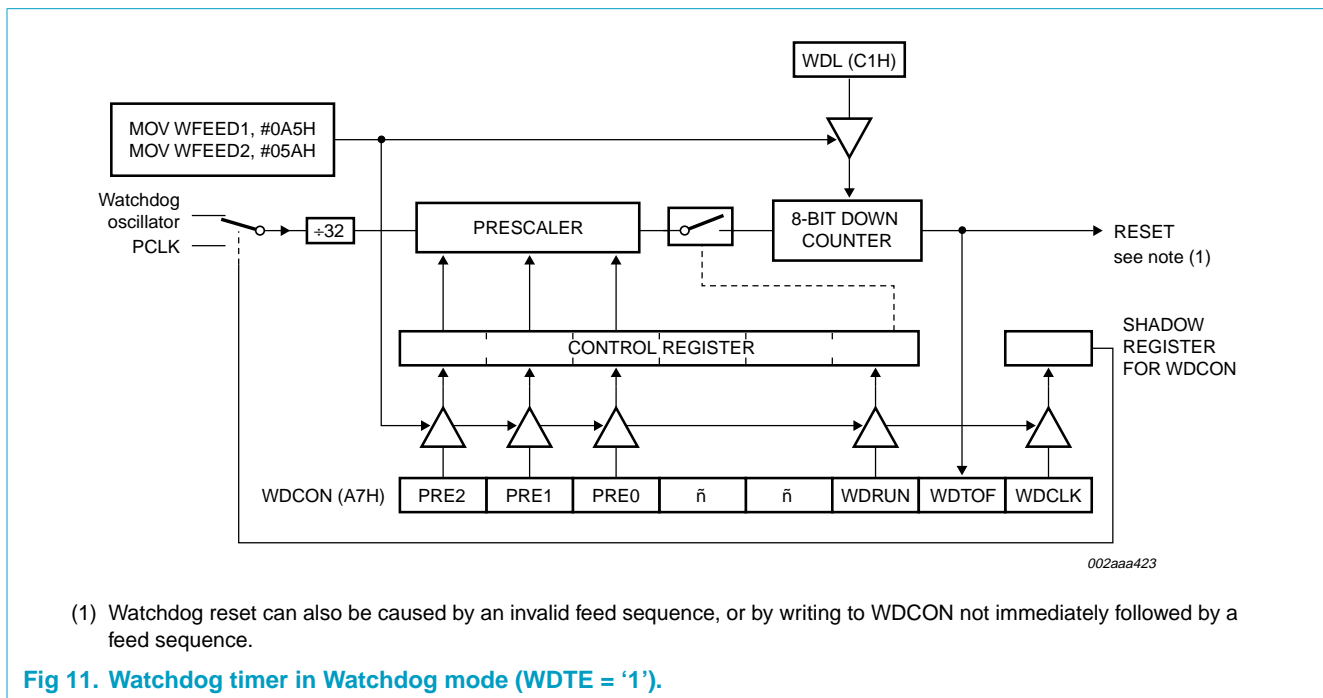 WDL (C1H)
MOV WFEED1, #0A5H
MOV WFEED2, #05AH
Watchdog
oscillator
PCLK
÷32
PRESCALER
8-BIT DOWN
COUNTER
RESET
see note (1)
CONTROL REGISTER
SHADOW
REGISTER
FOR WDCON
WDCON (A7H)
PRE2
PRE1
PRE0
ñ
ñ
WDRUN
WDTOF
WDCLK
002aaa423
(1) Watchdog reset can also be caused by an invalid feed sequence, or by writing to WDCON not immediately followed by a
feed sequence.
Fig 11. Watchdog timer in Watchdog mode (WDTE = ‘1’).